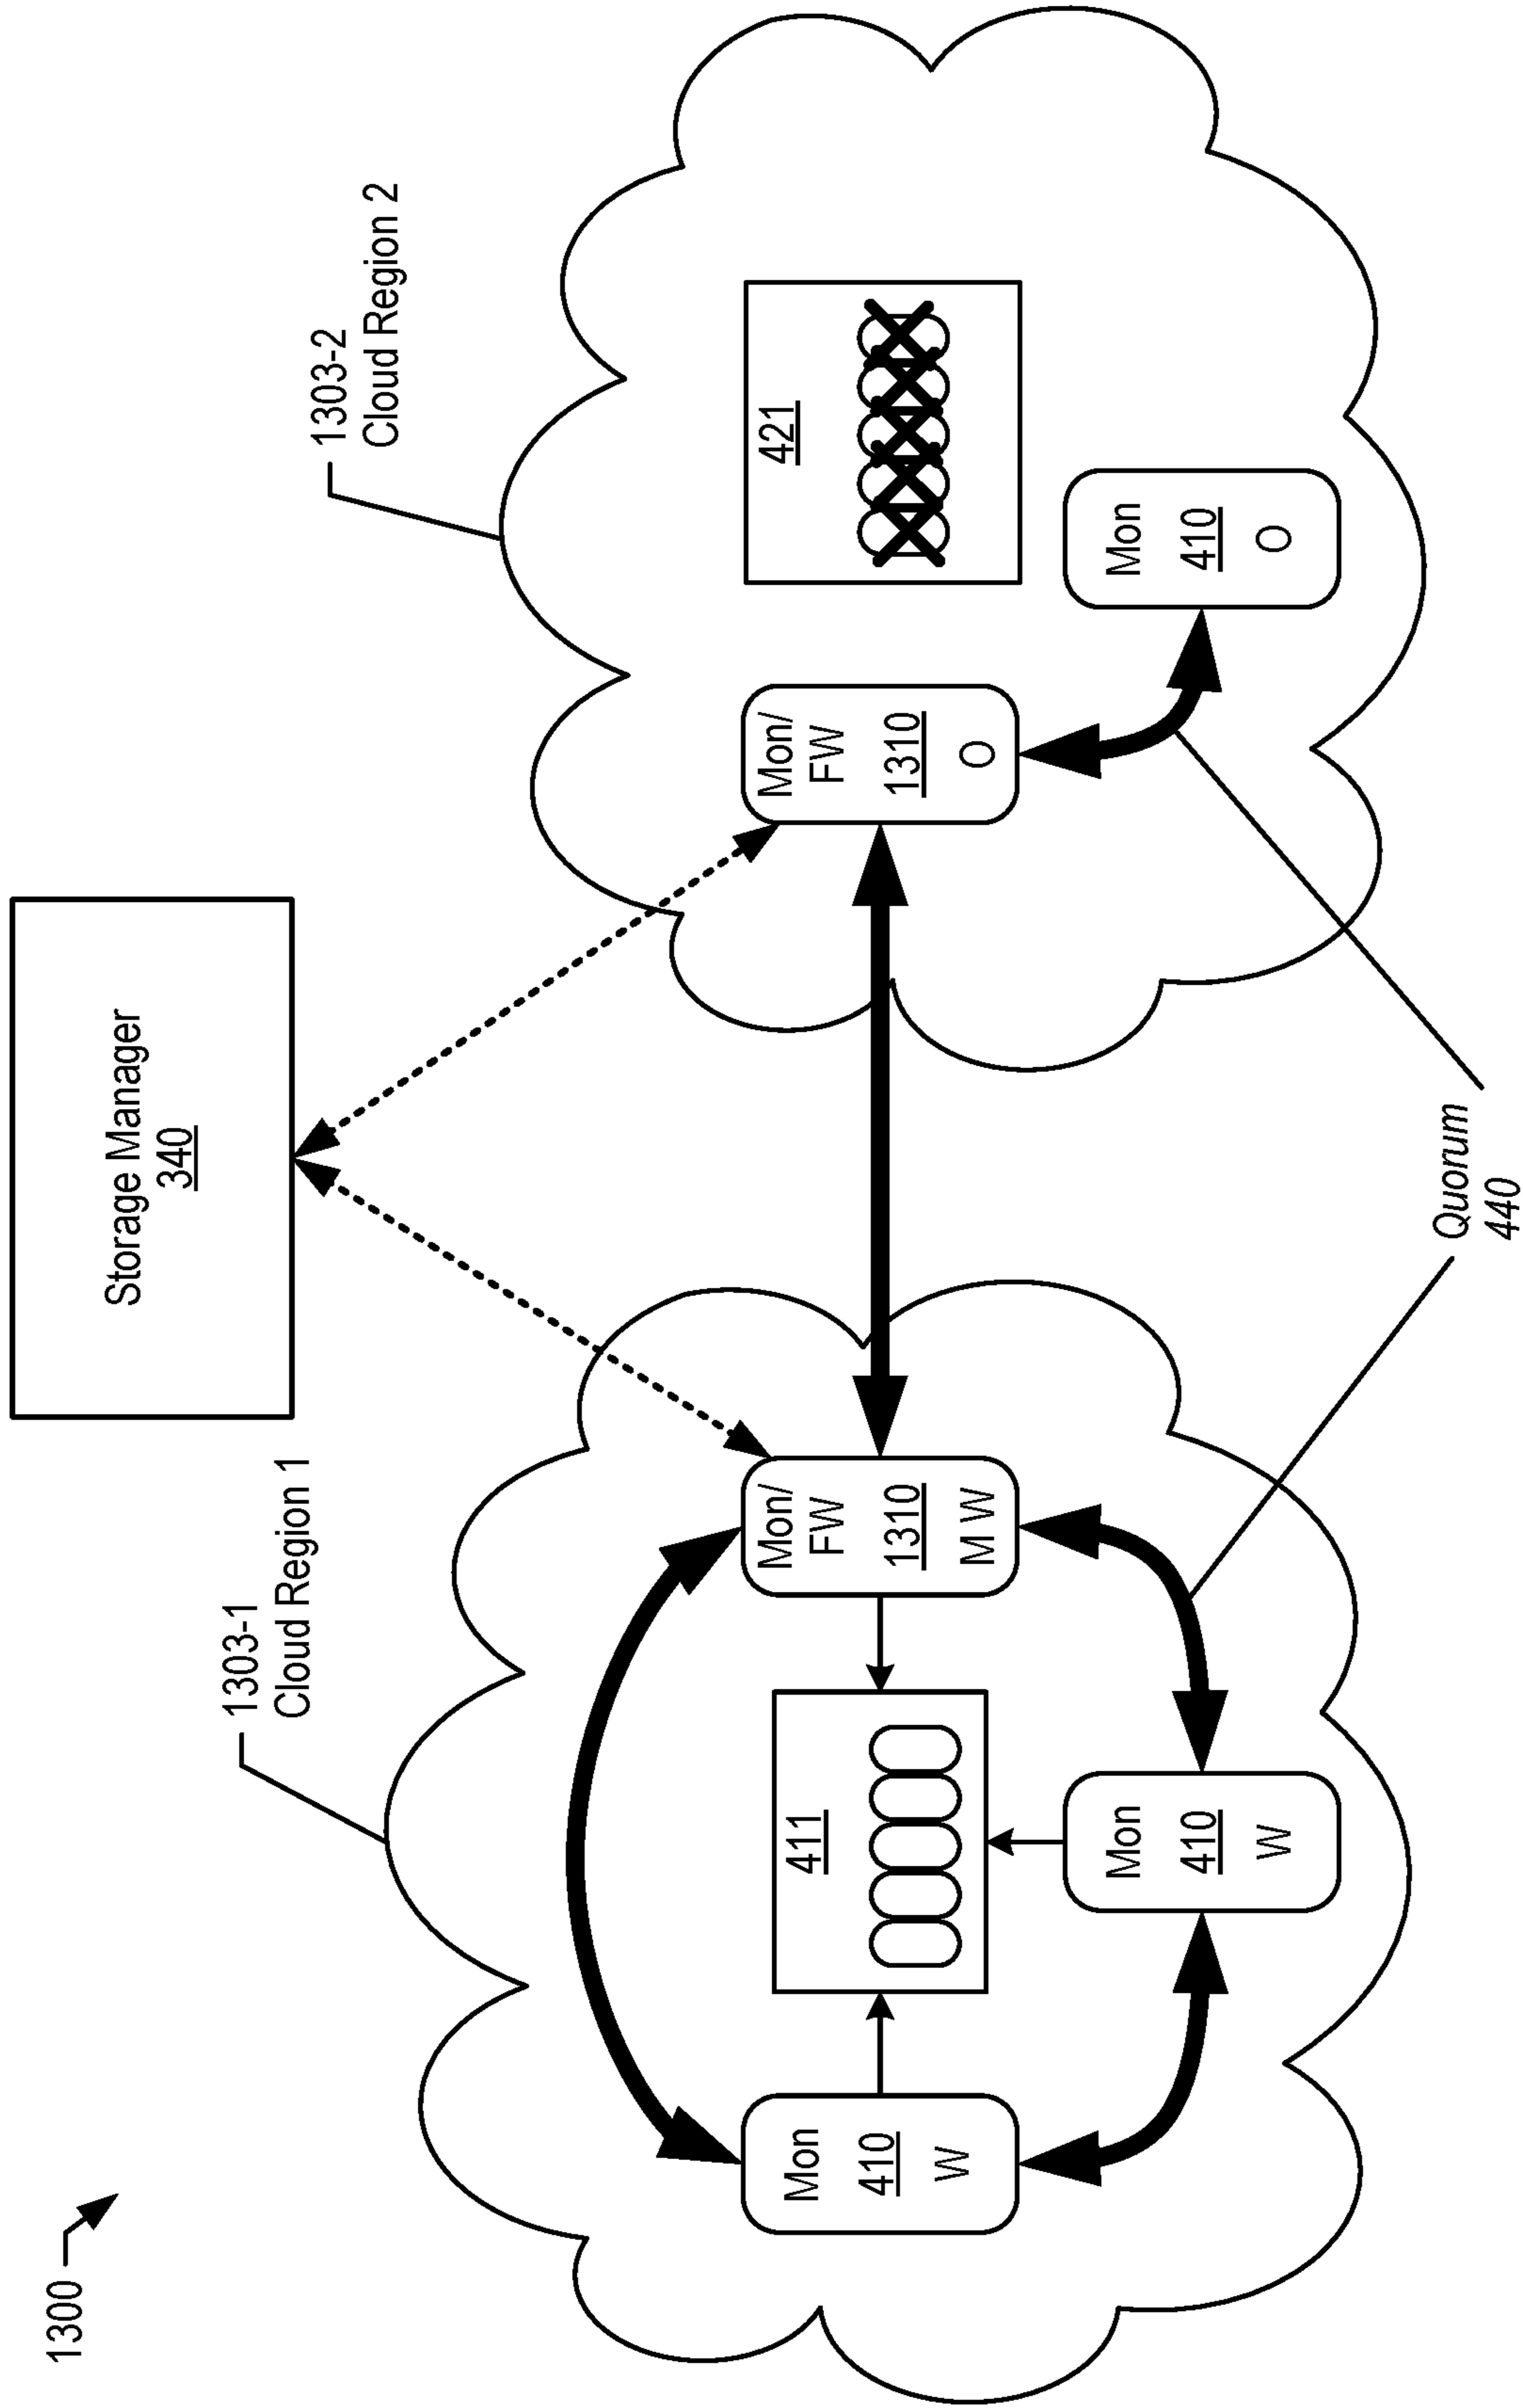 1300
Storage Manager
340
1303-1
Cloud Region 1
1303-2
Cloud Region 2
Mon
410
W
411
Mon/
FW
1310
M W
Mon
410
W
Mon/
FW
1310
O
421
Mon
410
O
Quorum
440